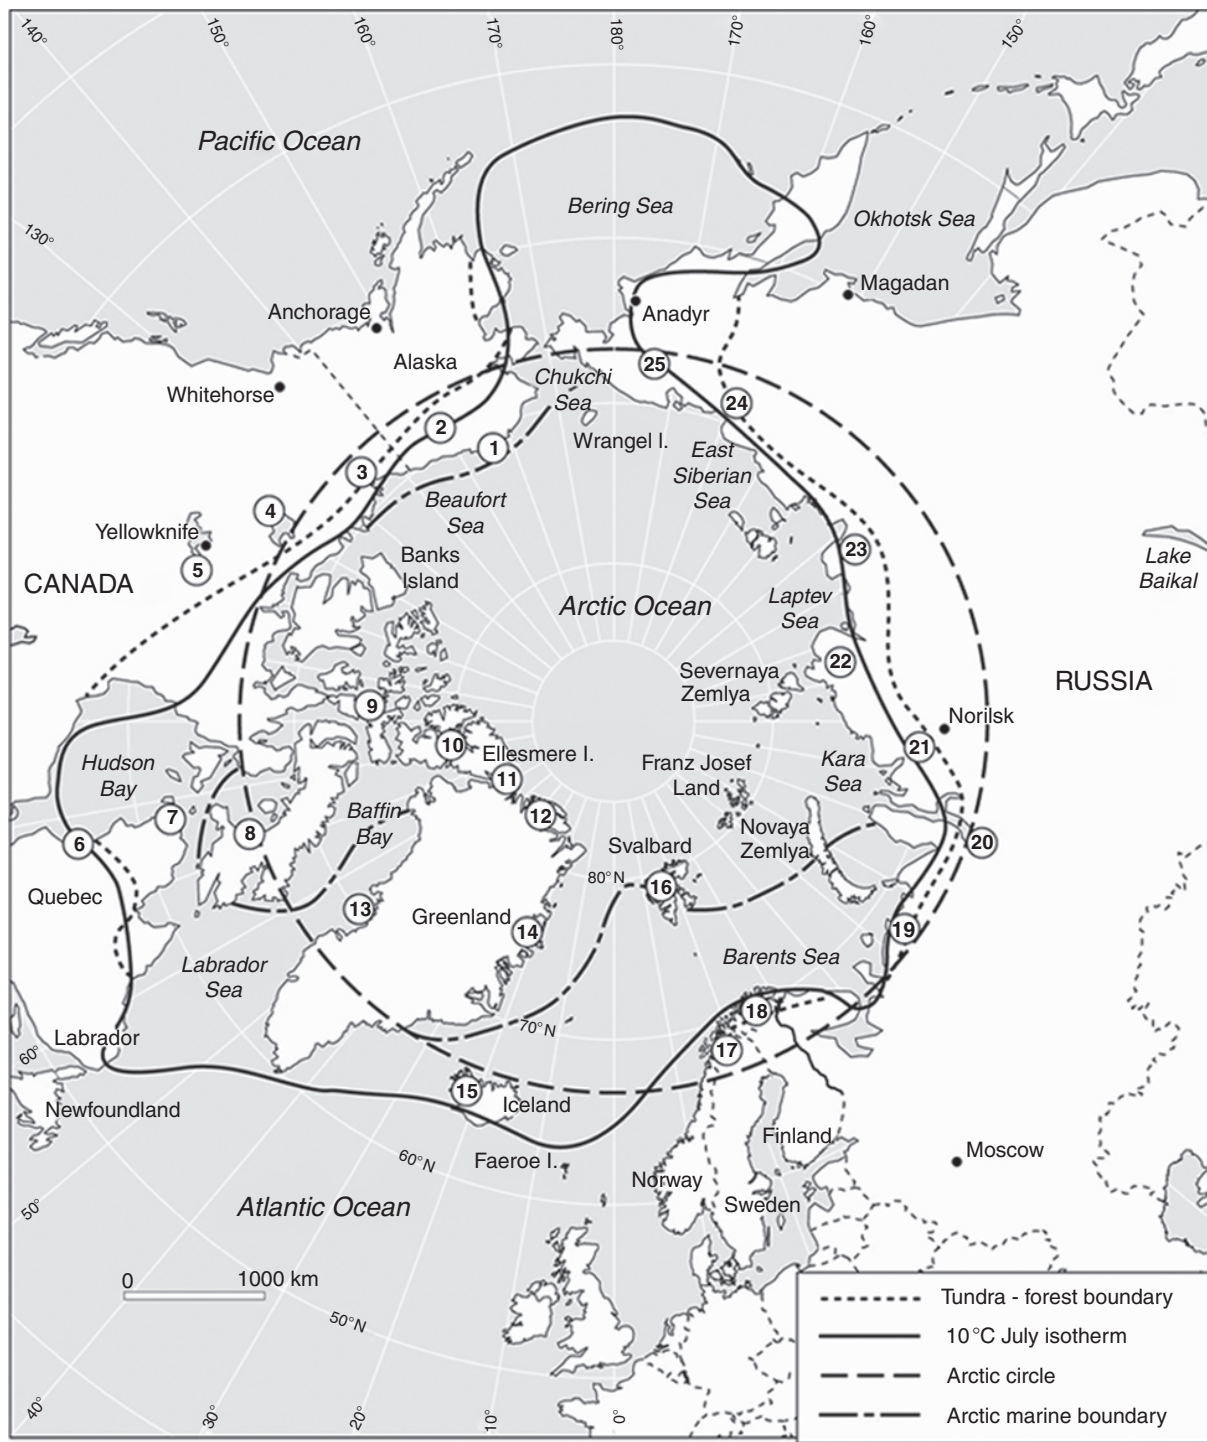 140°
150°
160°
170°
180°
170°
160°
150°
Pacific Ocean
Bering Sea
Okhotsk Sea
130°
Magadan
Anchorage
Anadyr
Alaska
25
Chukchi
Sea
Whitehorse
24
2
Wrangel I.
1
East
Siberian
Sea
3
Beaufort
Sea
4
Yellowknife
23
Lake
Baikal
5
Banks
Island
CANADA
Arctic Ocean
Laptev
Sea
22
Severnaya
Zemlya
RUSSIA
9
Norilsk
10
21
Ellesmere I.
Hudson
Bay
11
Franz Josef
Land
Kara
Sea
7
Baffin
Bay
12
8
Novaya
Zemlya
6
20
Svalbard
80°N
16
Quebec
13
Greenland
14
19
Labrador
Sea
Barents Sea
18
70°N
Labrador
17
60°
15
Iceland
Newfoundland
Finland
Moscow
60°N
Faeroe I.
Norway
Sweden
50°
Atlantic Ocean
0
1000 km
50°N
Tundra - forest boundary
10°C July isotherm
Arctic circle
Arctic marine boundary
40°
30°
20°
10°
0°